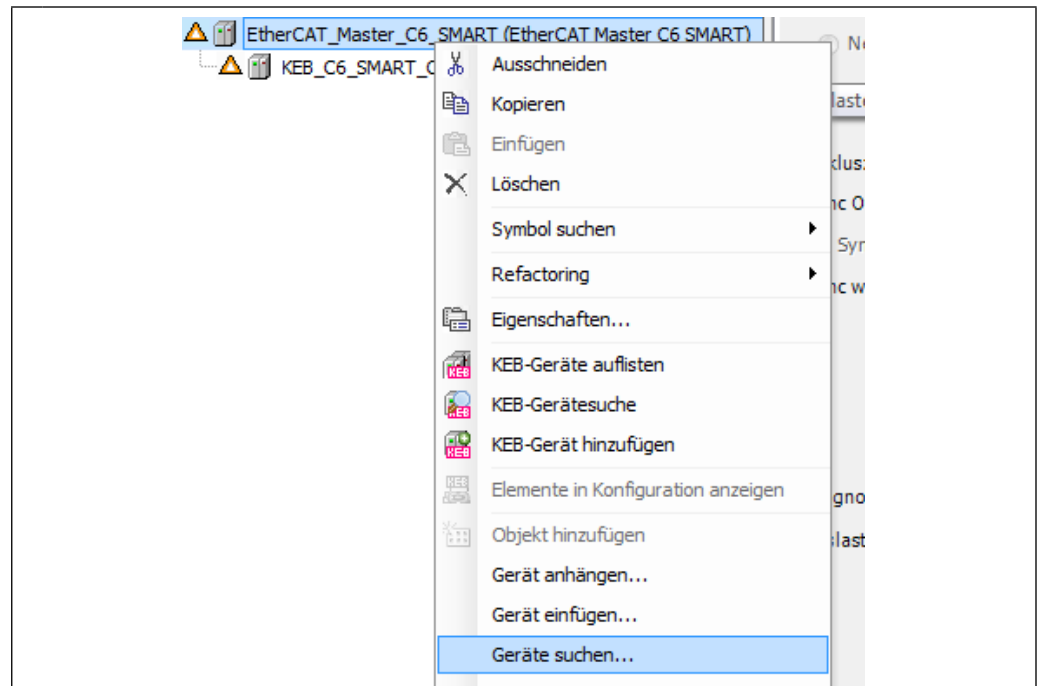 EtherCAT_Master_C6_SMART (EtherCAT Master C6 SMART)
KEB_C6_SMART_
Ausschneiden
Kopieren
Einfügen
Löschen
Symbol suchen
Refactoring
Eigenschaften...
KEB-Geräte auflisten
KEB-Gerätesuche
KEB-Gerät hinzufügen
Elemente in Konfiguration anzeigen
Objekt hinzufügen
Gerät anhängen...
Gerät einfügen...
Geräte suchen...